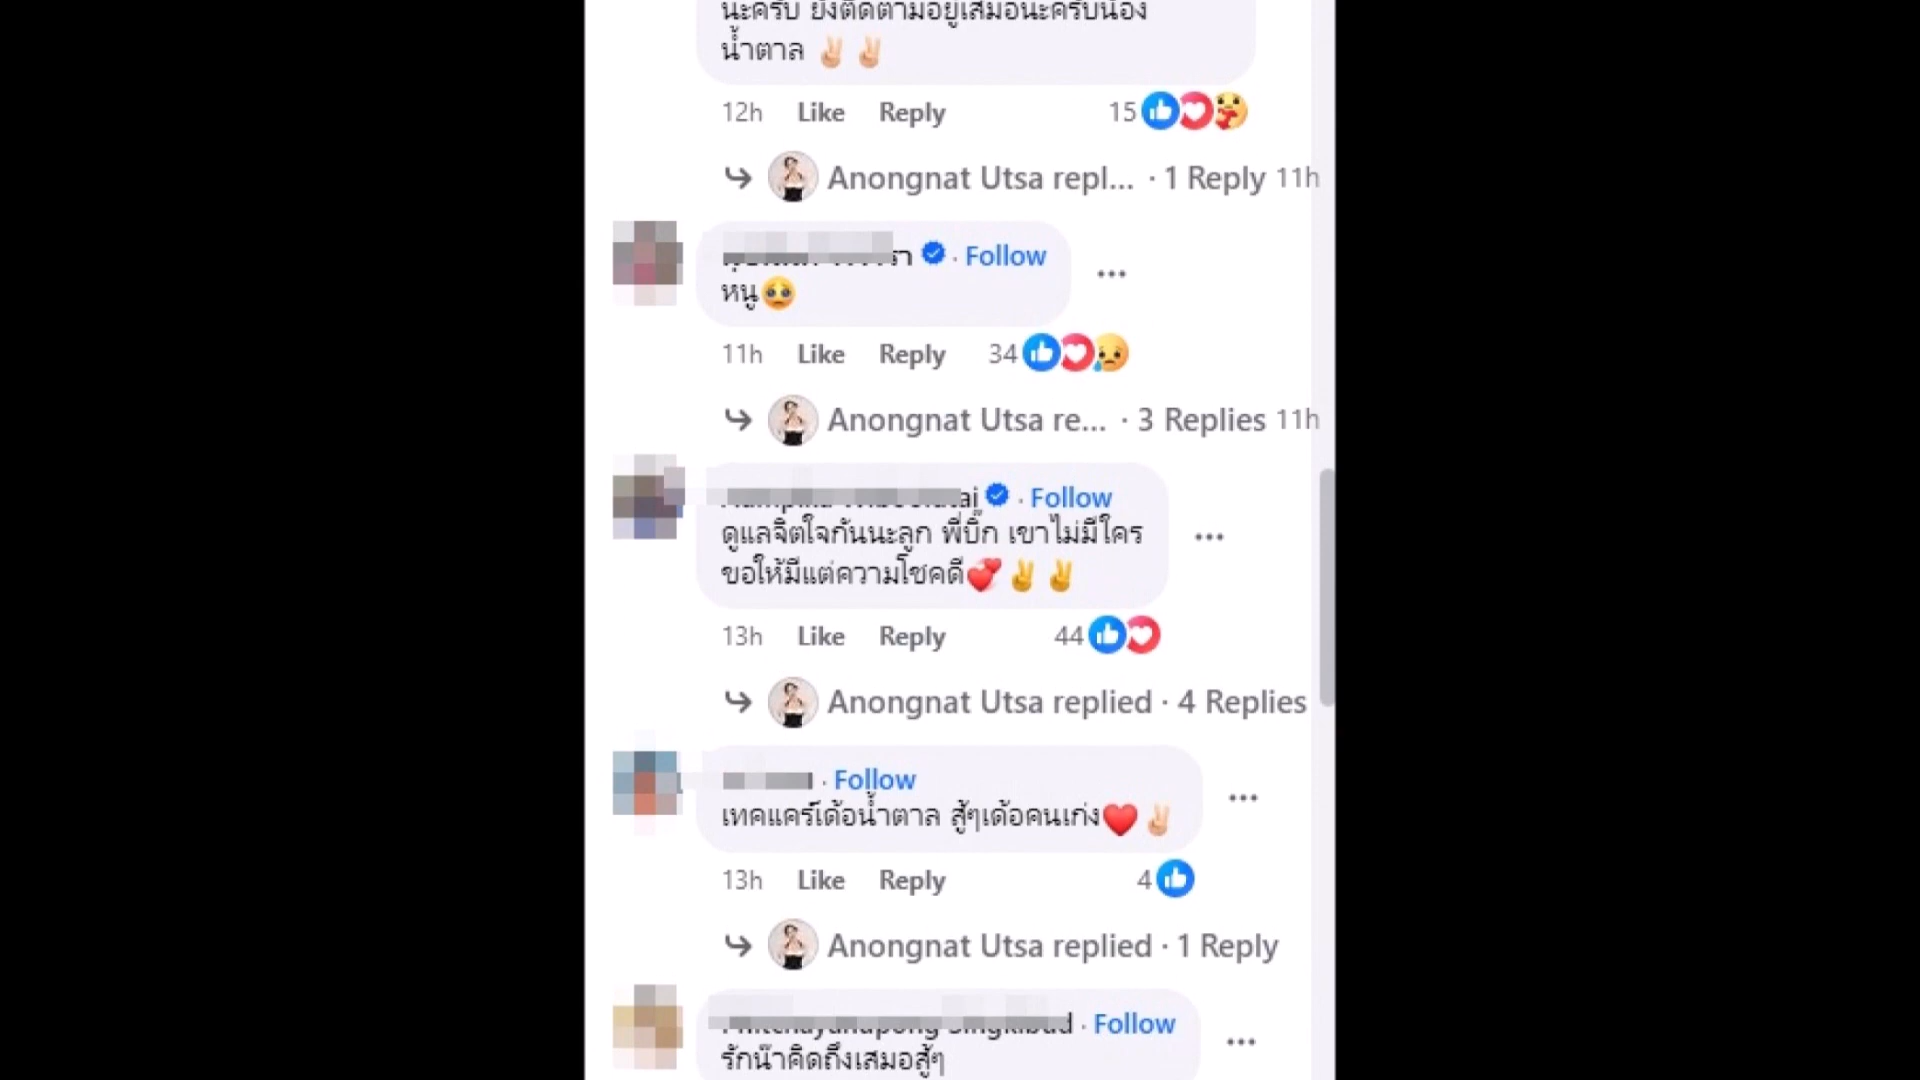 นะครับ ยังติดตามอยู่เสมอนะครับน้อง
น้ำตาล ✌🏻 ✌🏻
12h Like Reply 15
Anongnat Utsa repl... · 1 Reply 11h
· Follow
หนู🥹
11h Like Reply 34
Anongnat Utsa re... · 3 Replies 11h
· Follow
ดูแลจิตใจกันนะลูก พี่บิ๊ก เขาไม่มีใคร
ขอให้มีแต่ความโชคดี💞✌️✌️
13h Like Reply 44
Anongnat Utsa replied · 4 Replies
· Follow
เทคแคร์เด้อน้ำตาล สู้ๆเด้อคนเก่ง❤️✌🏻
13h Like Reply 4
Anongnat Utsa replied · 1 Reply
· Follow
รักน๊าคิดถึงเสมอสู้ๆ